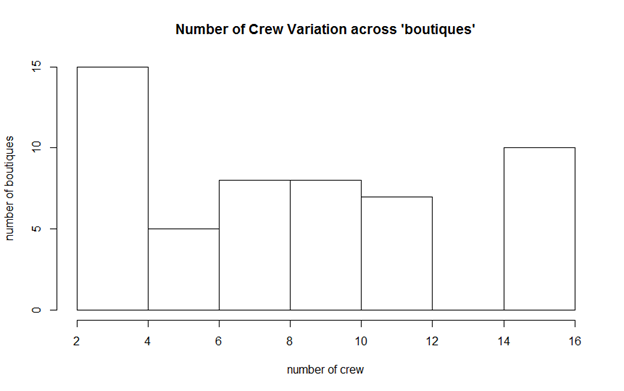 Number of Crew Variation across 'boutiques'
number of boutiques
15
10
5
0
2 4 6 8 10 12 14 16
number of crew